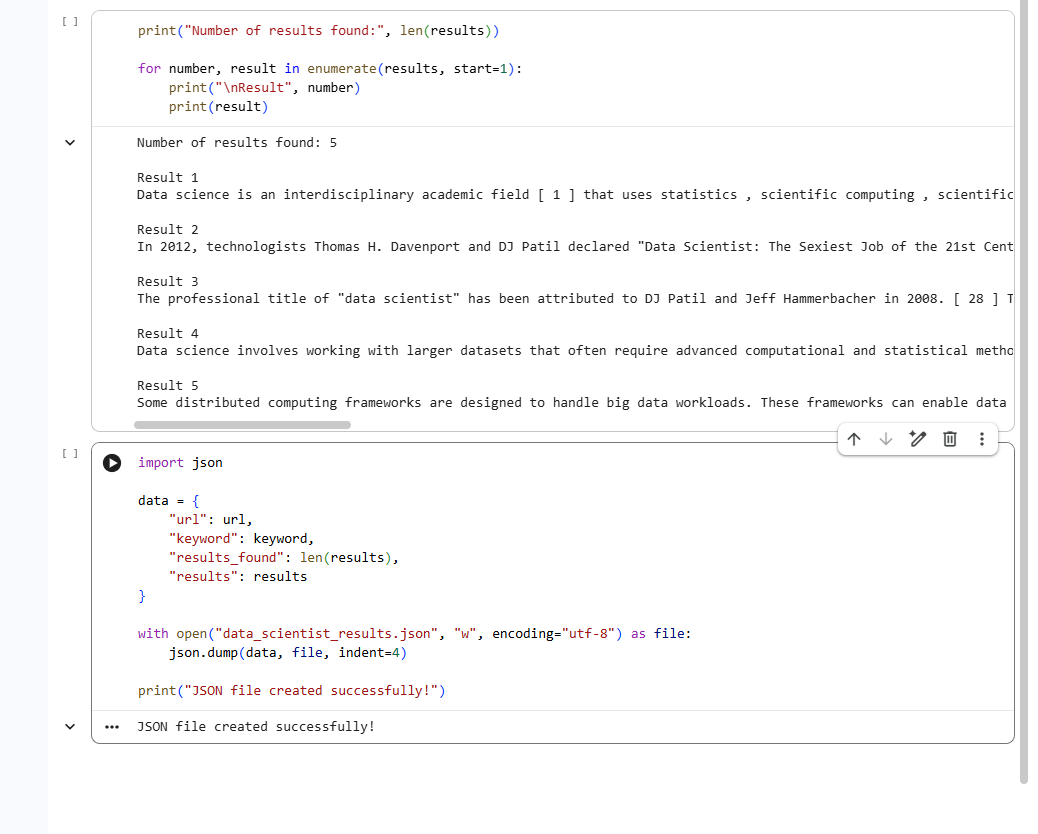 [ ]
print("Number of results found:", len(results))
for number, result in enumerate(results, start=1):
    print("\nResult", number)
    print(result)
Number of results found: 5
Result 1
Data science is an interdisciplinary academic field [ 1 ] that uses statistics , scientific computing , scientific
Result 2
In 2012, technologists Thomas H. Davenport and DJ Patil declared "Data Scientist: The Sexiest Job of the 21st Cent
Result 3
The professional title of "data scientist" has been attributed to DJ Patil and Jeff Hammerbacher in 2008. [ 28 ] T
Result 4
Data science involves working with larger datasets that often require advanced computational and statistical metho
Result 5
Some distributed computing frameworks are designed to handle big data workloads. These frameworks can enable data
[ ]
import json
data = {
    "url": url,
    "keyword": keyword,
    "results_found": len(results),
    "results": results
}
with open("data_scientist_results.json", "w", encoding="utf-8") as file:
    json.dump(data, file, indent=4)
print("JSON file created successfully!")
JSON file created successfully!